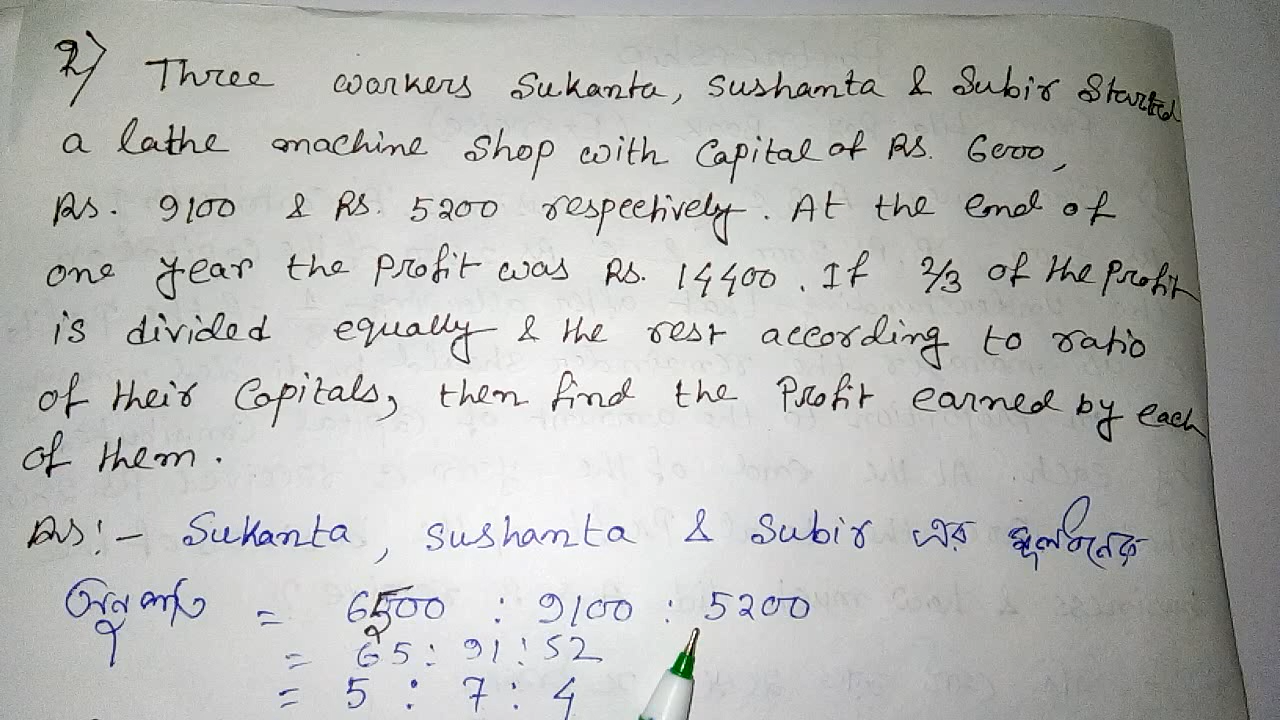 2) Three workers Sukanta, Sushanta & Subir Started
a lathe machine Shop with Capital of Rs. 6000,
Rs. 9100 & Rs. 5200 respectively. At the end of
one year the Profit was Rs. 14400. If 2/3 of the Profit
is divided equally & the rest according to ratio
of their Capitals, then find the Profit earned by each
of them.
As:- Sukanta, Sushanta & Subir এর মূলধনের
অনুপাত = 6500 : 9100 : 5200
= 65 : 91 : 52
= 5 : 7 : 4